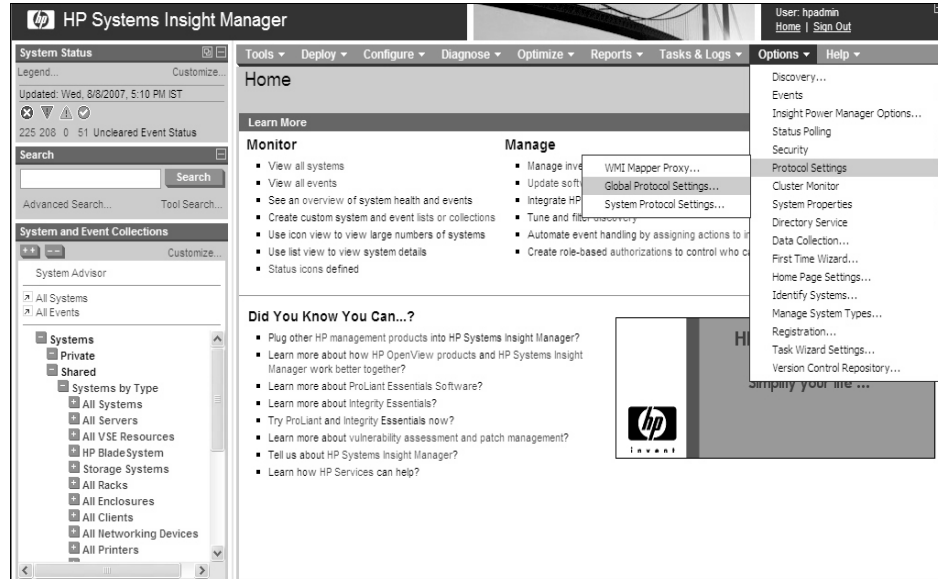 HP Systems Insight Manager
User: hpadmin
Home | Sign Out
System Status
Legend... Customize...
Updated: Wed, 8/8/2007, 5:10 PM IST
225 208 0 51 Uncleared Event Status
Search
Search
Advanced Search... Tool Search...
System and Event Collections
Customize...
System Advisor
All Systems
All Events
Systems
Private
Shared
Systems by Type
All Systems
All Servers
All VSE Resources
HP BladeSystem
Storage Systems
All Racks
All Enclosures
All Clients
All Networking Devices
All Printers
Tools Deploy Configure Diagnose Optimize Reports Tasks & Logs Options Help
Home
Learn More
Monitor
View all systems
View all events
See an overview of system health and events
Create custom system and event lists or collections
Use icon view to view large numbers of systems
Use list view to view system details
Status icons defined
Manage
Manage inve
Update soft
Integrate HP
Tune and filter discovery
Automate event handling by assigning actions to in
Create role-based authorizations to control who ca
WMI Mapper Proxy...
Global Protocol Settings...
System Protocol Settings...
Discovery...
Events
Insight Power Manager Options...
Status Polling
Security
Protocol Settings
Cluster Monitor
System Properties
Directory Service
Data Collection...
First Time Wizard...
Home Page Settings...
Identify Systems...
Manage System Types...
Registration...
Task Wizard Settings...
Version Control Repository...
Did You Know You Can...?
Plug other HP management products into HP Systems Insight Manager?
Learn more about how HP OpenView products and HP Systems Insight
Manager work better together?
Learn more about ProLiant Essentials Software?
Learn more about Integrity Essentials?
Try ProLiant and Integrity Essentials now?
Learn more about vulnerability assessment and patch management?
Tell us about HP Systems Insight Manager?
Learn how HP Services can help?
hp
invent
Simplify your life ...